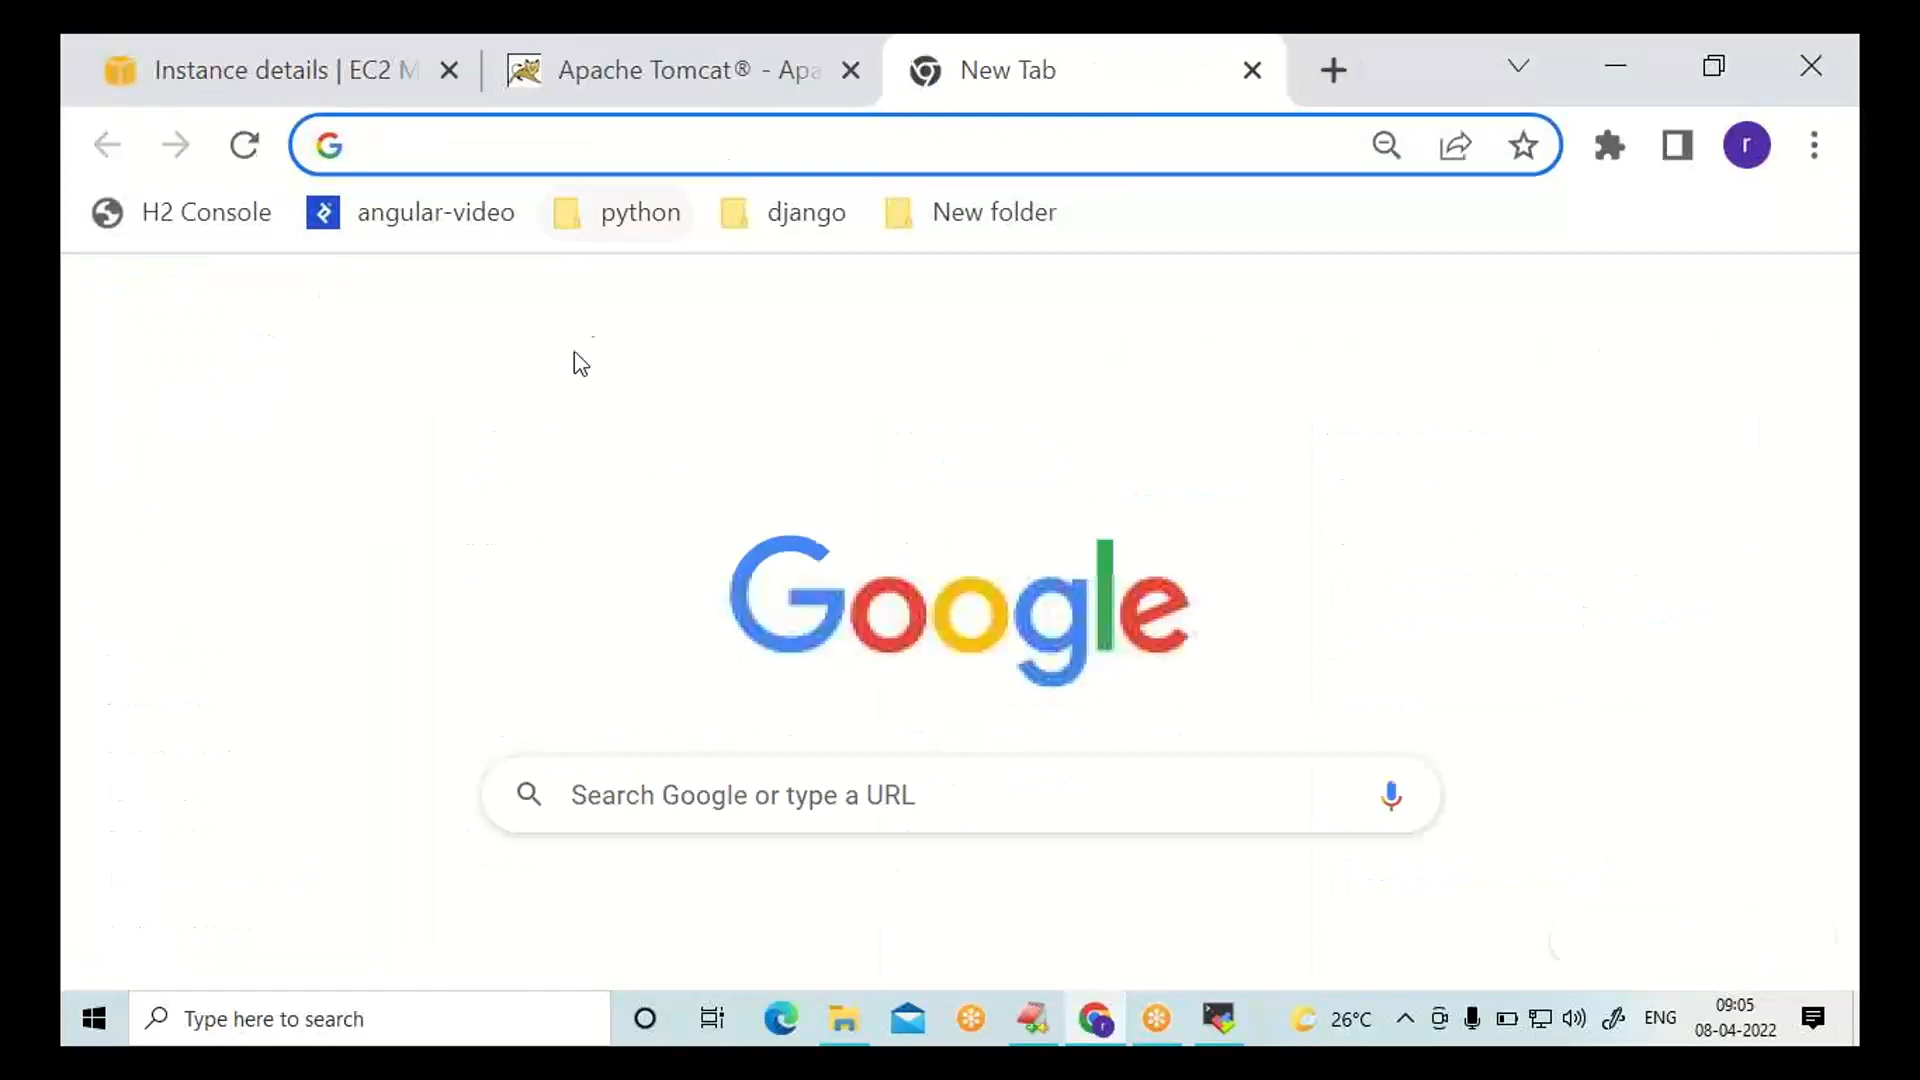 Instance details | EC2 M
Apache Tomcat® - Apa
New Tab
r
H2 Console
angular-video
python
django
New folder
Google
Search Google or type a URL
Type here to search
r
26°C
ENG
09:05
08-04-2022